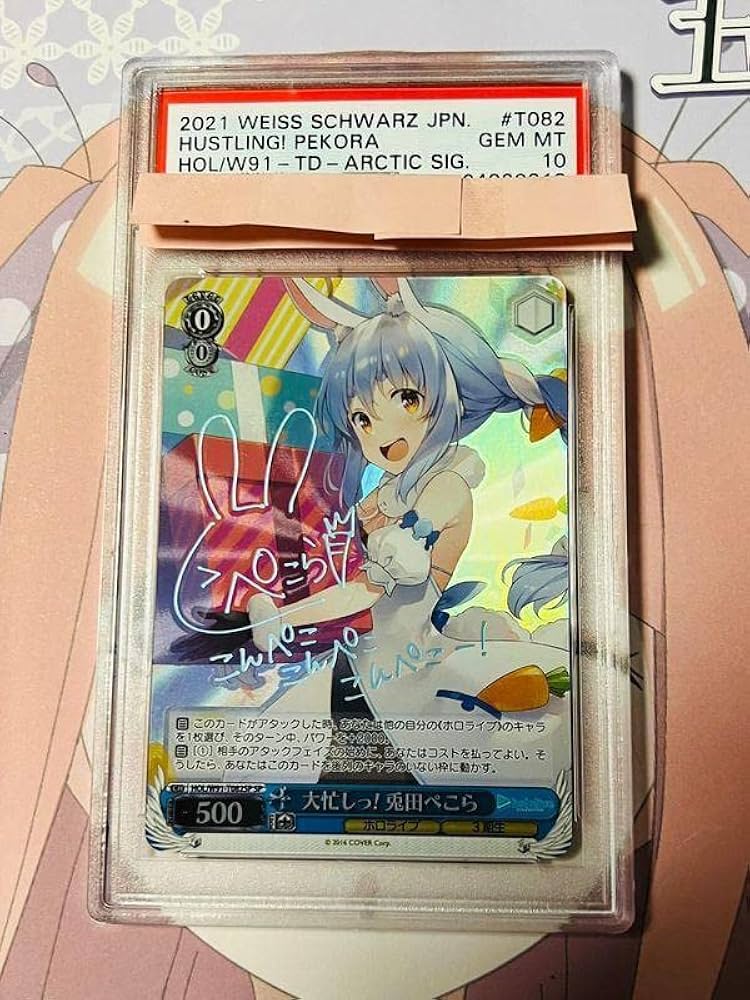 2021 WEISS SCHWARZ JPN. #T082
HUSTLING! PEKORA GEM MT
HOL/W91-TD-ARCTIC SIG. 10
0
0
ぺこら
こんぺこ
こんぺこ
こんぺこー!
このカードがアタックした時、あなたは他の自分の《ホロライブ》のキャラ
を1枚選び、そのターン中、パワーを+2000。
[①] 相手のアタックフェイズの始めに、あなたはコストを払ってよい。そ
うしたら、あなたはこのカードを後列のキャラのいない枠に動かす。
HOL/W91-T082SP SP
500 大忙しっ! 兎田ぺこら
ホロライブ 3期生
© 2016 COVER Corp.